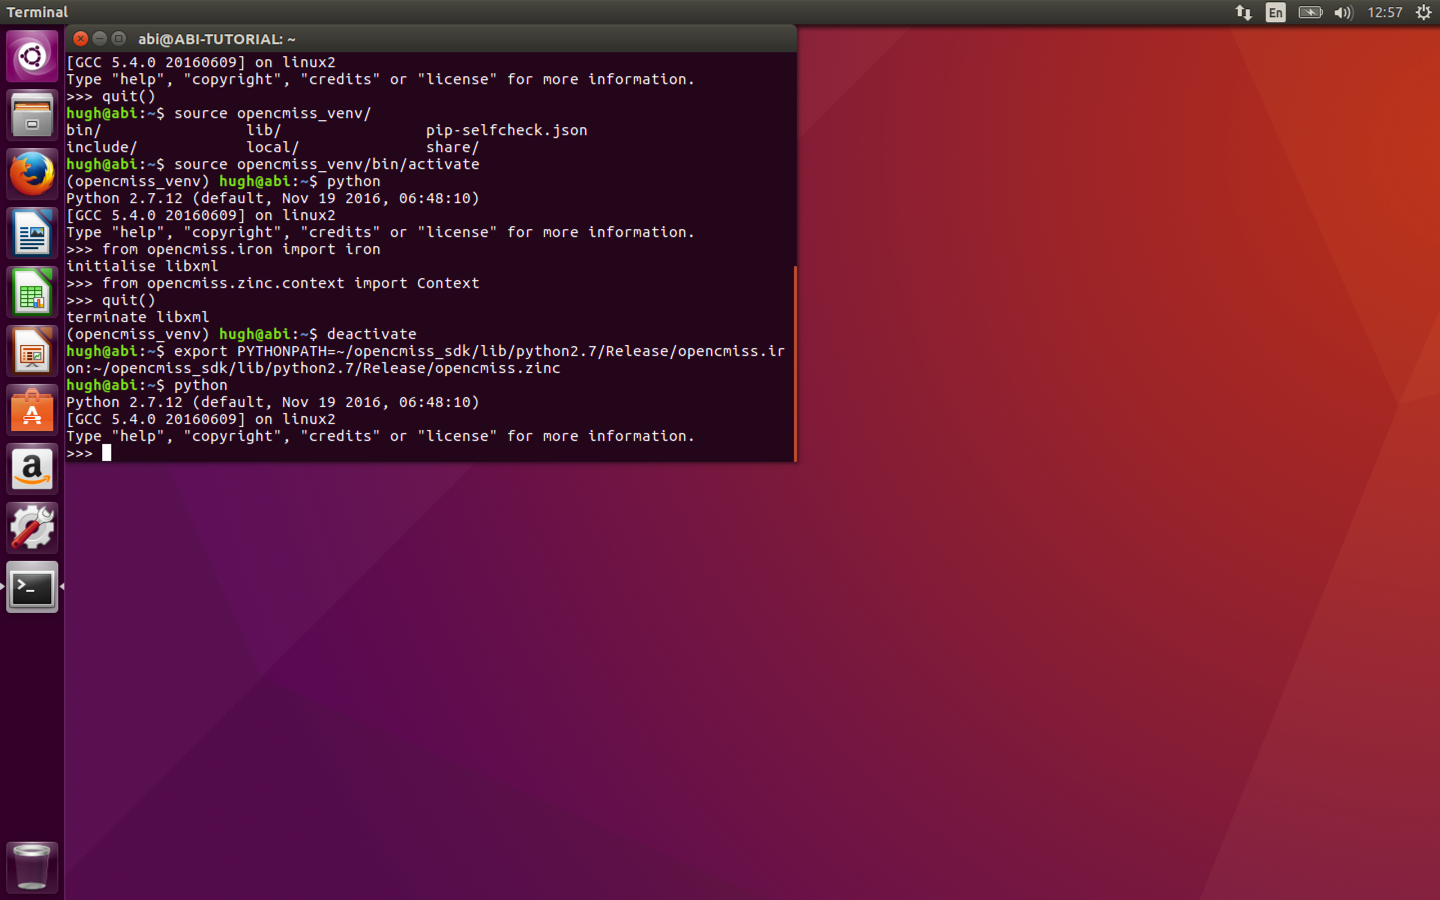 Terminal
En
12:57
abi@ABI-TUTORIAL: ~
[GCC 5.4.0 20160609] on linux2
Type "help", "copyright", "credits" or "license" for more information.
>>> quit()
hugh@abi:~$ source opencmiss_venv/
bin/ lib/ pip-selfcheck.json
include/ local/ share/
hugh@abi:~$ source opencmiss_venv/bin/activate
(opencmiss_venv) hugh@abi:~$ python
Python 2.7.12 (default, Nov 19 2016, 06:48:10)
[GCC 5.4.0 20160609] on linux2
Type "help", "copyright", "credits" or "license" for more information.
>>> from opencmiss.iron import iron
initialise libxml
>>> from opencmiss.zinc.context import Context
>>> quit()
terminate libxml
(opencmiss_venv) hugh@abi:~$ deactivate
hugh@abi:~$ export PYTHONPATH=~/opencmiss_sdk/lib/python2.7/Release/opencmiss.ir
on:~/opencmiss_sdk/lib/python2.7/Release/opencmiss.zinc
hugh@abi:~$ python
Python 2.7.12 (default, Nov 19 2016, 06:48:10)
[GCC 5.4.0 20160609] on linux2
Type "help", "copyright", "credits" or "license" for more information.
>>>